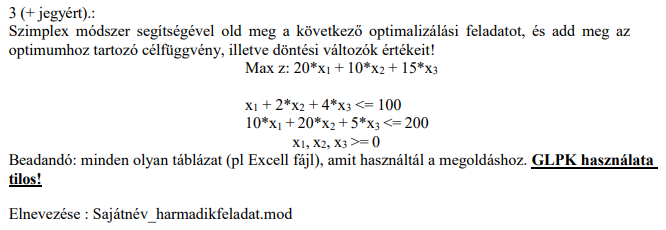 3 (+ jegyért).:
Szimplex módszer segítségével old meg a következő optimalizálási feladatot, és add meg az
optimumhoz tartozó célfüggvény, illetve döntési változók értékeit!
Max z: 20*x1 + 10*x2 + 15*x3
x1 + 2*x2 + 4*x3 <= 100
10*x1 + 20*x2 + 5*x3 <= 200
x1, x2, x3 >= 0
Beadandó: minden olyan táblázat (pl Excell fájl), amit használtál a megoldáshoz. GLPK használata
tilos!
Elnevezése : Sajátnév_harmadikfeladat.mod